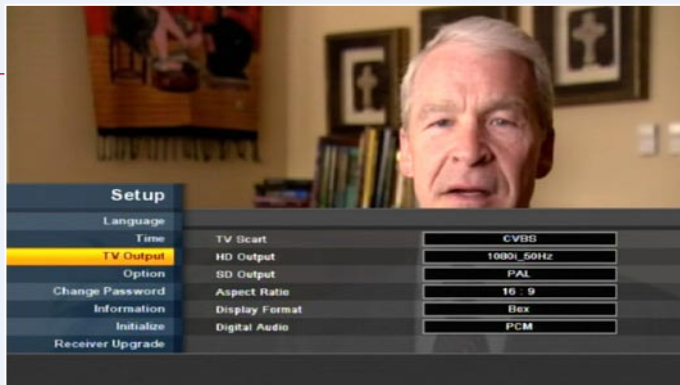 Setup
Language
Time
TV Output
Option
Change Password
Information
Initialize
Receiver Upgrade
TV Scart CVBS
HD Output 1080i_50Hz
SD Output PAL
Aspect Ratio 16 : 9
Display Format Box
Digital Audio PCM